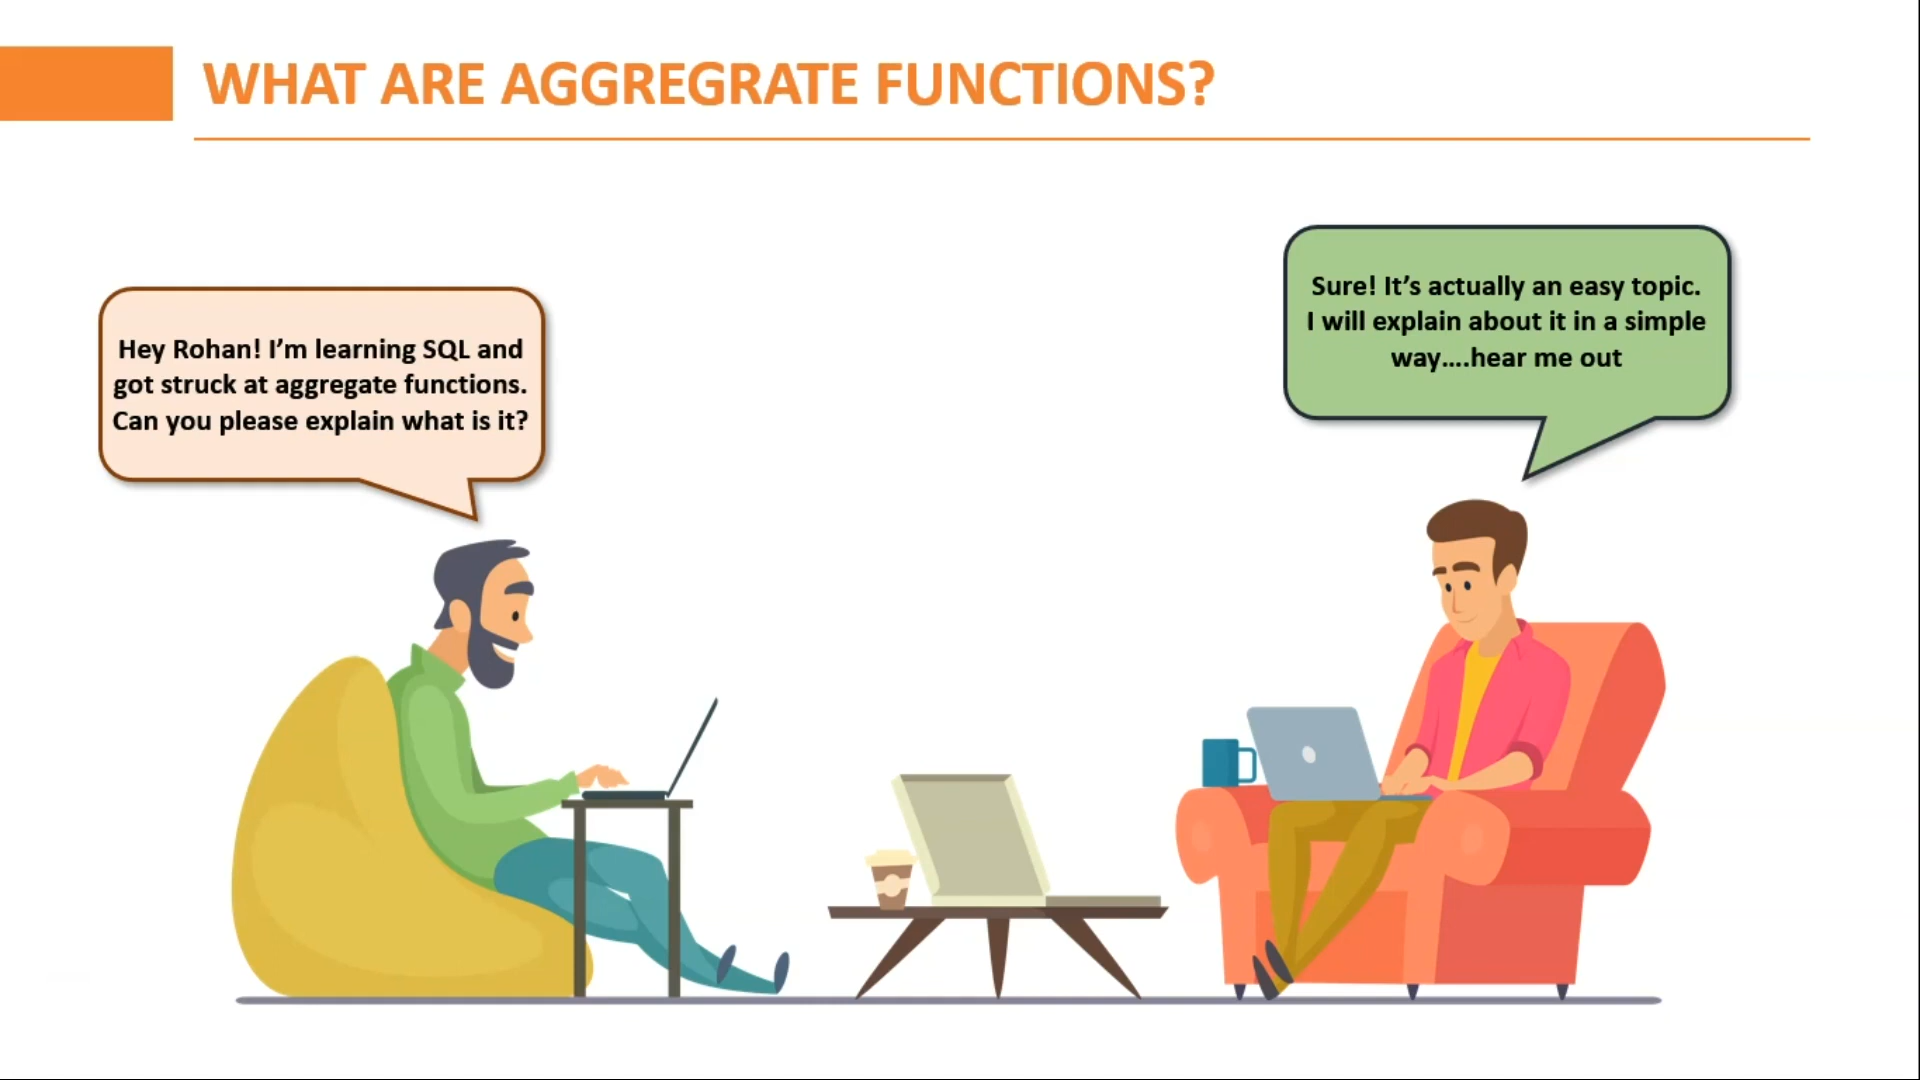 WHAT ARE AGGREGRATE FUNCTIONS?
Hey Rohan! I’m learning SQL and
got struck at aggregate functions.
Can you please explain what is it?
Sure! It’s actually an easy topic.
I will explain about it in a simple
way....hear me out